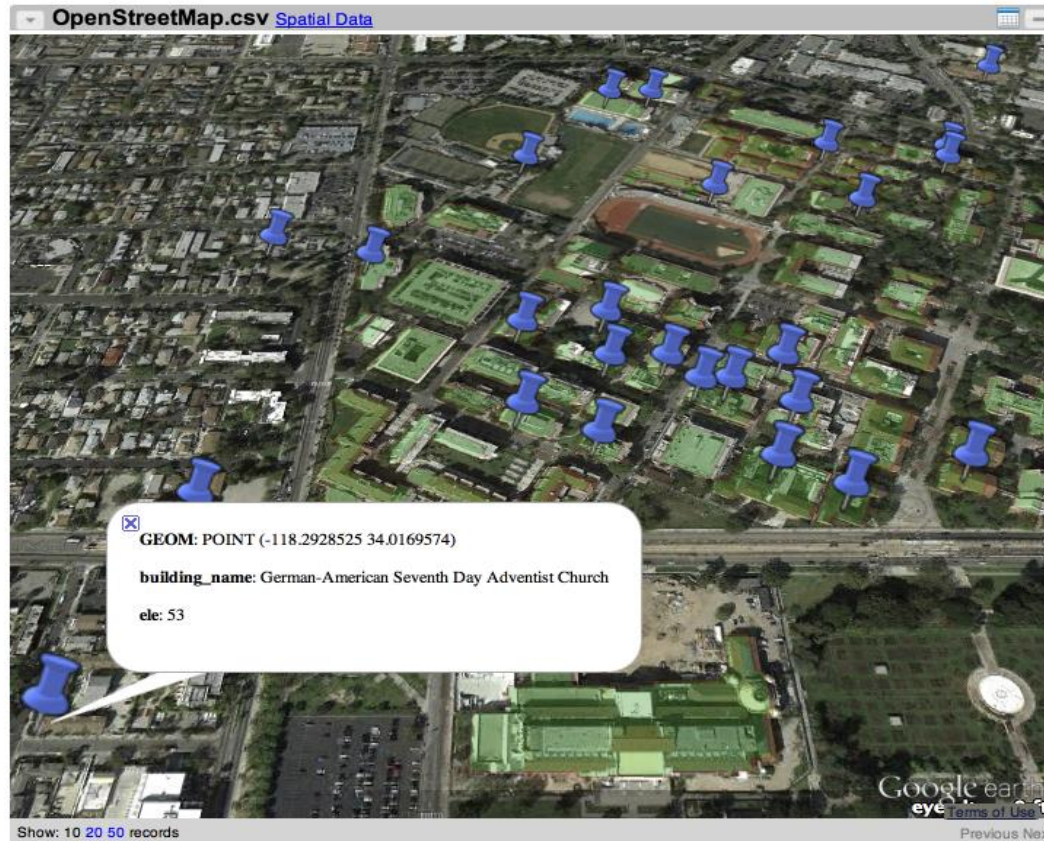 OpenStreetMap.csv Spatial Data
GEOM: POINT (-118.2928525 34.0169574)
building_name: German-American Seventh Day Adventist Church
ele: 53
Google earth
Terms of Use
Show: 10 20 50 records
Previous